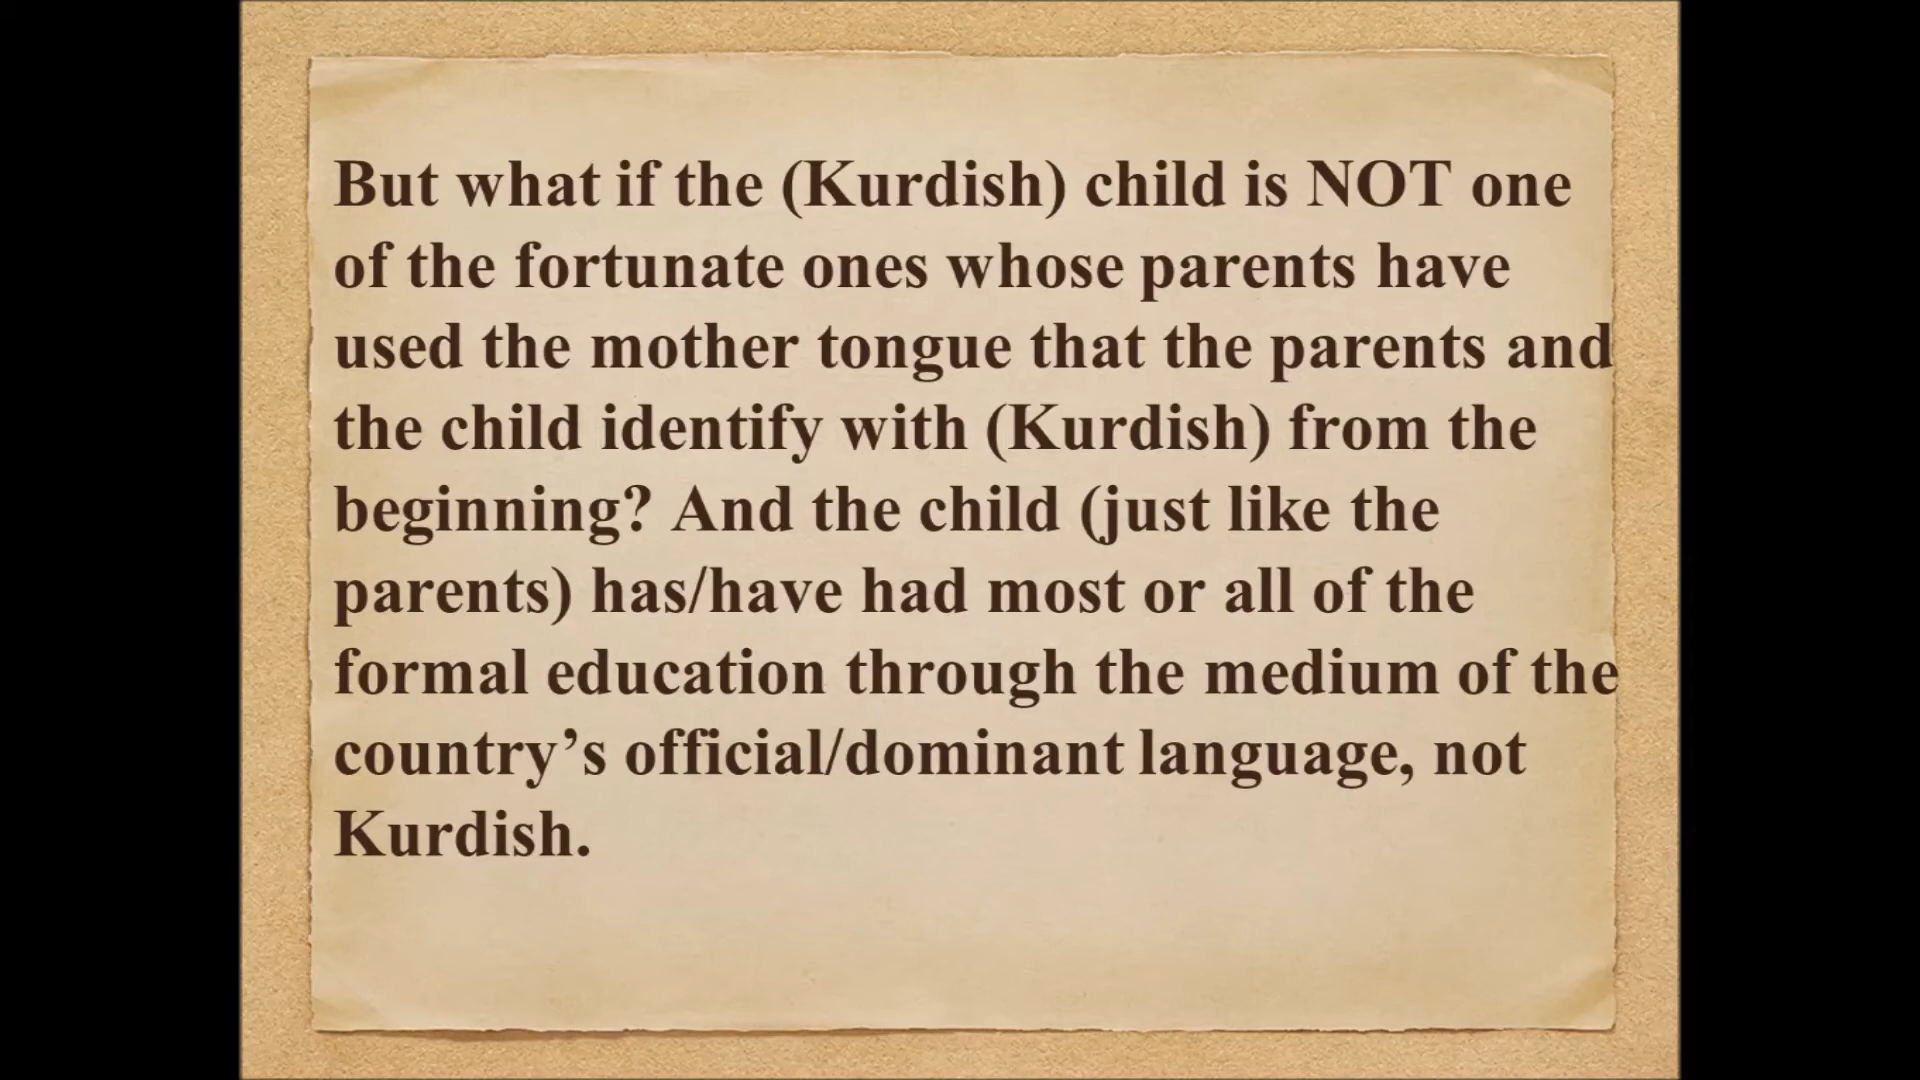 But what if the (Kurdish) child is NOT one
of the fortunate ones whose parents have
used the mother tongue that the parents and
the child identify with (Kurdish) from the
beginning? And the child (just like the
parents) has/have had most or all of the
formal education through the medium of the
country’s official/dominant language, not
Kurdish.